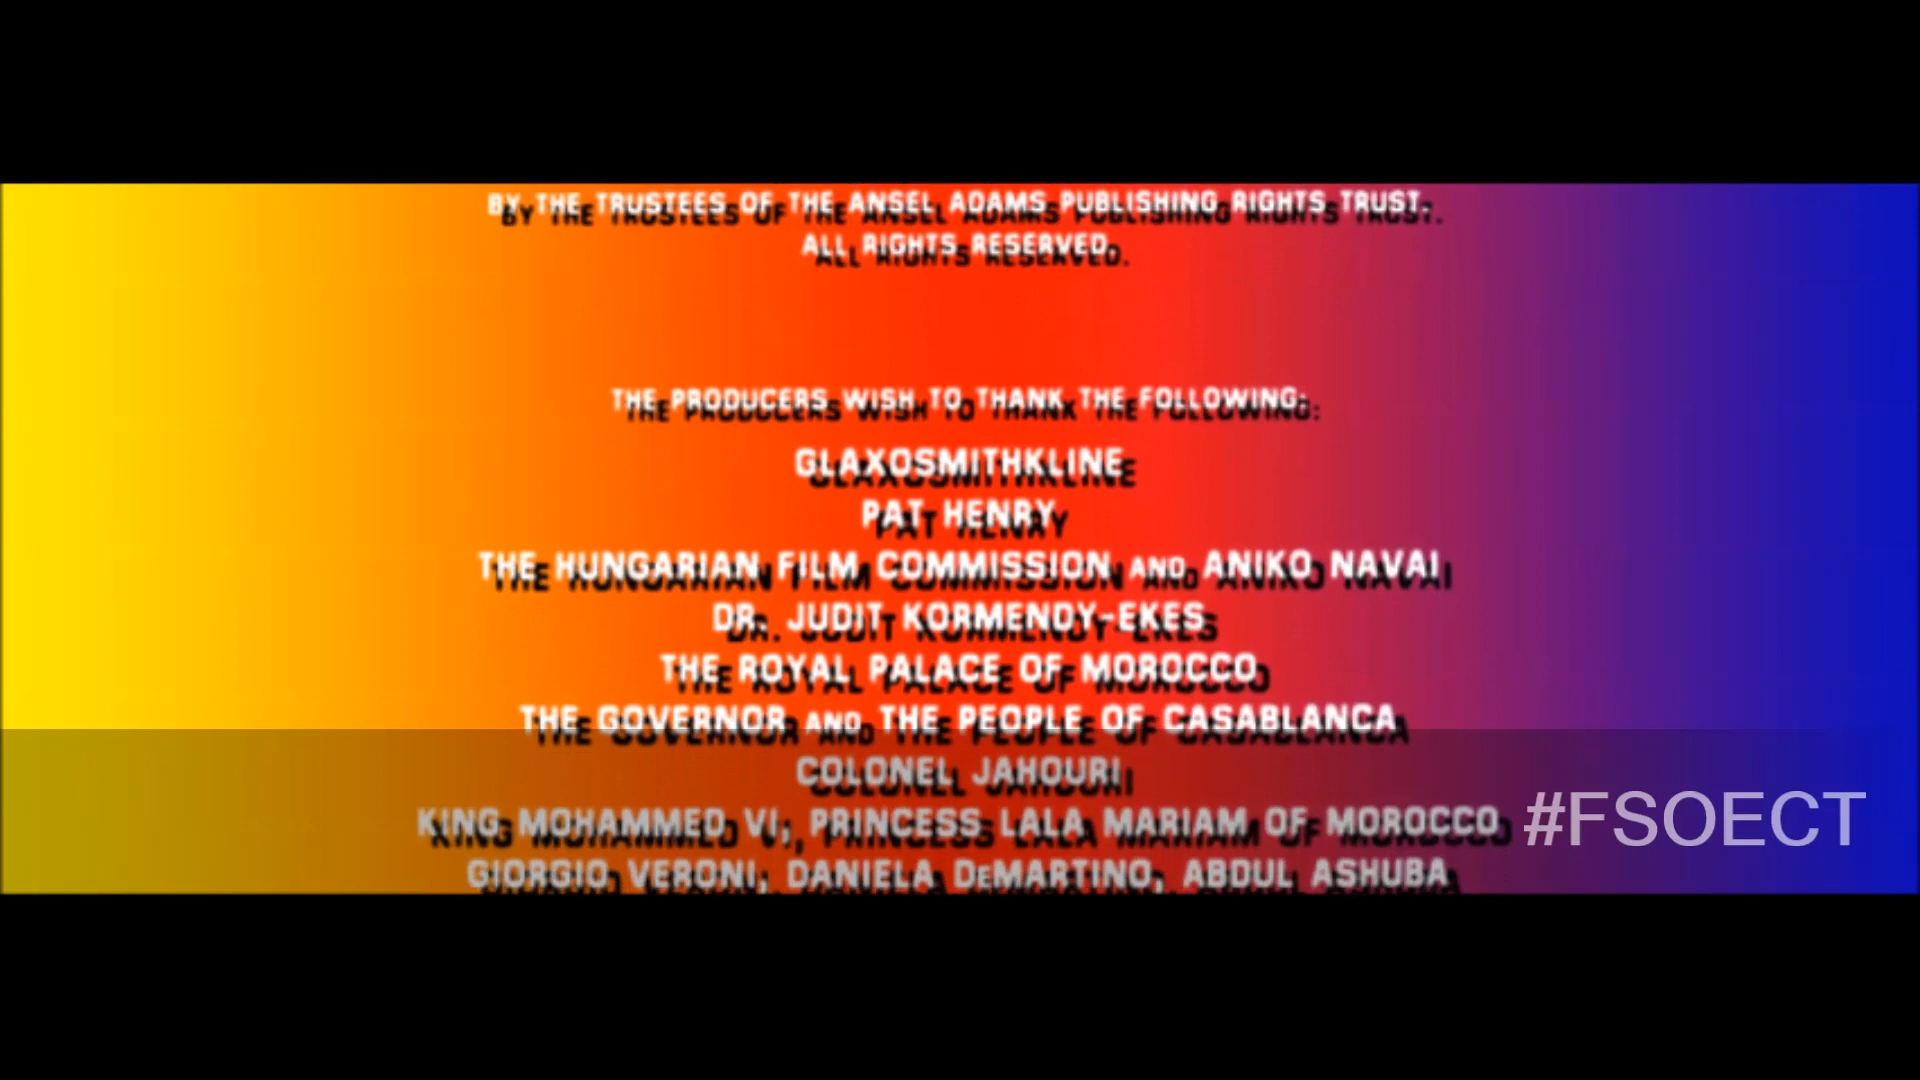 BY THE TRUSTEES OF THE ANSEL ADAMS PUBLISHING RIGHTS TRUST.
ALL RIGHTS RESERVED.
THE PRODUCERS WISH TO THANK THE FOLLOWING:
GLAXOSMITHKLINE
PAT HENRY
THE HUNGARIAN FILM COMMISSION AND ANIKO NAVAI
DR. JUDIT KORMENDY-EKES
THE ROYAL PALACE OF MOROCCO
THE GOVERNOR AND THE PEOPLE OF CASABLANCA
COLONEL JAHOURI
KING MOHAMMED VI, PRINCESS LALA MARIAM OF MOROCCO
#FSOECT
GIORGIO VERONI, DANIELA DEMARTINO, ABDUL ASHUBA